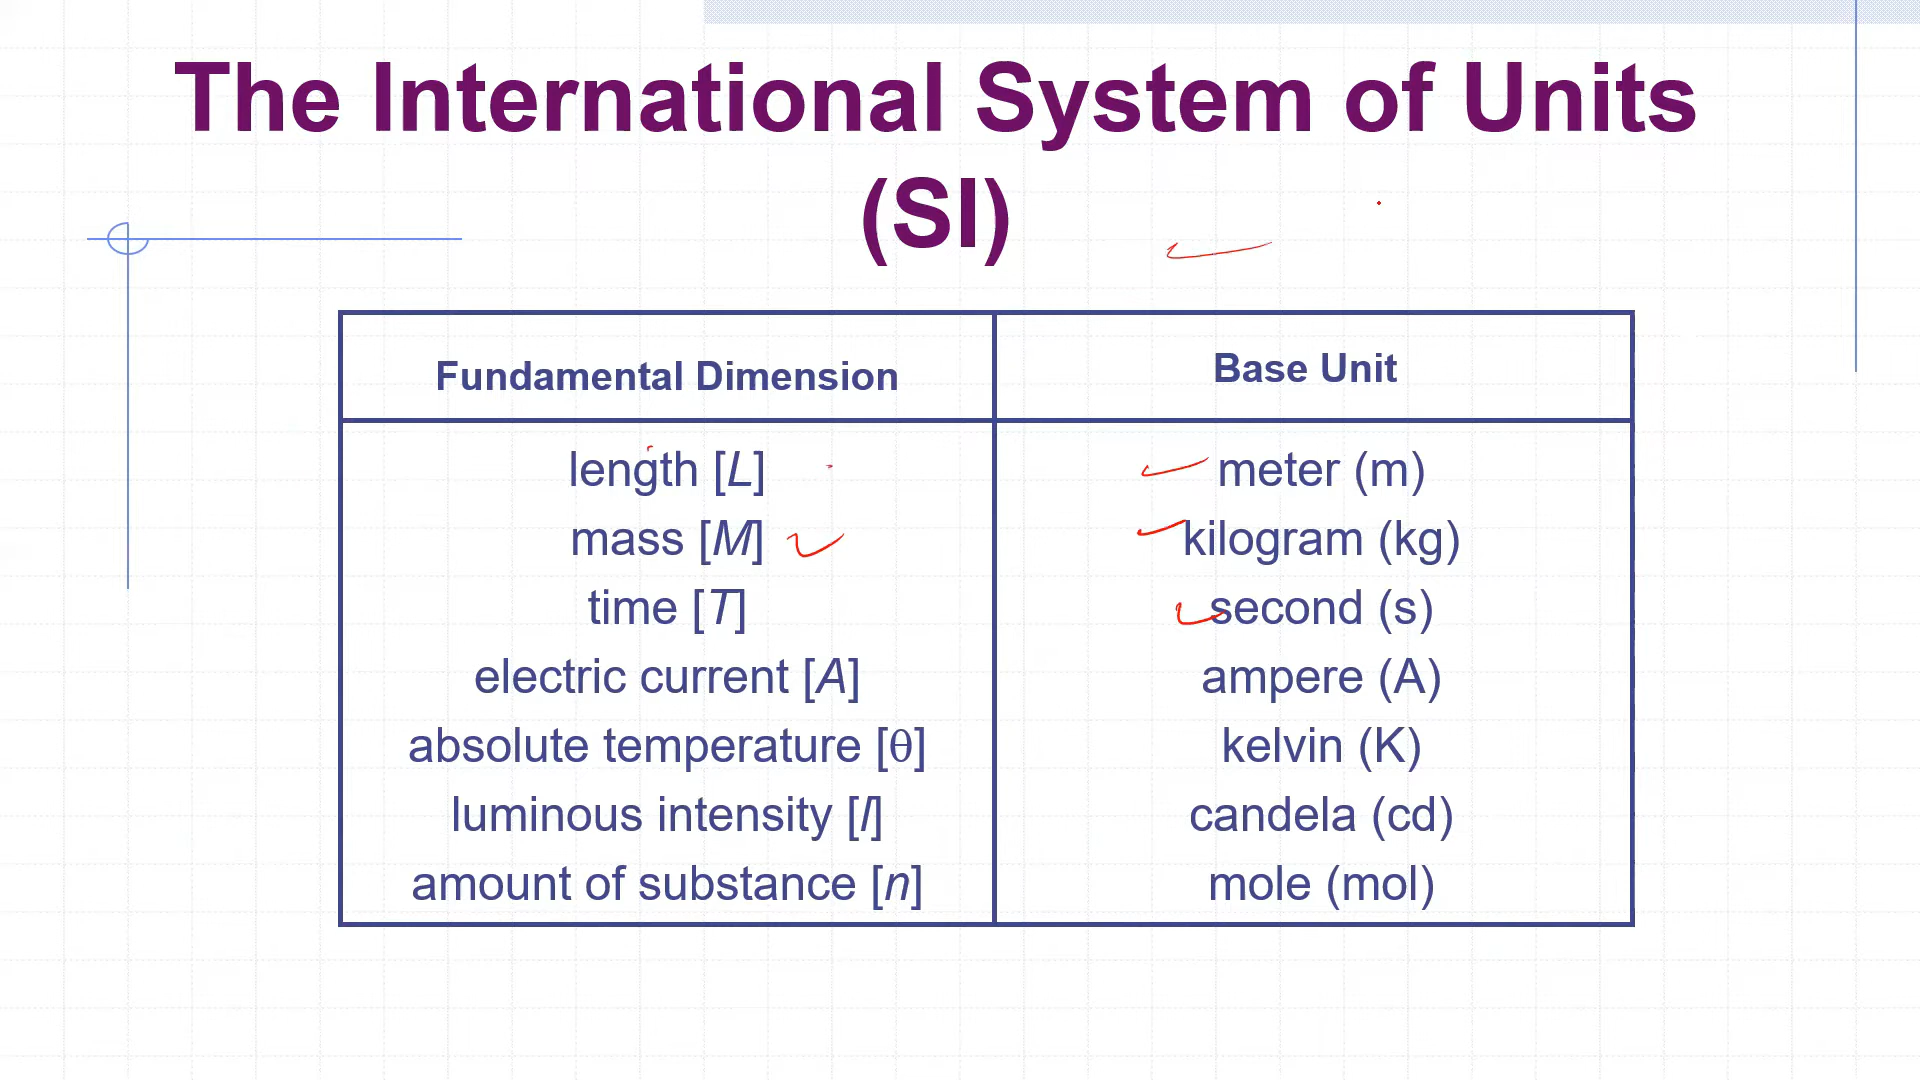 The International System of Units
(SI)
Fundamental Dimension
Base Unit
length [L]
meter (m)
mass [M]
kilogram (kg)
time [T]
second (s)
electric current [A]
ampere (A)
absolute temperature [θ]
kelvin (K)
luminous intensity [l]
candela (cd)
amount of substance [n]
mole (mol)